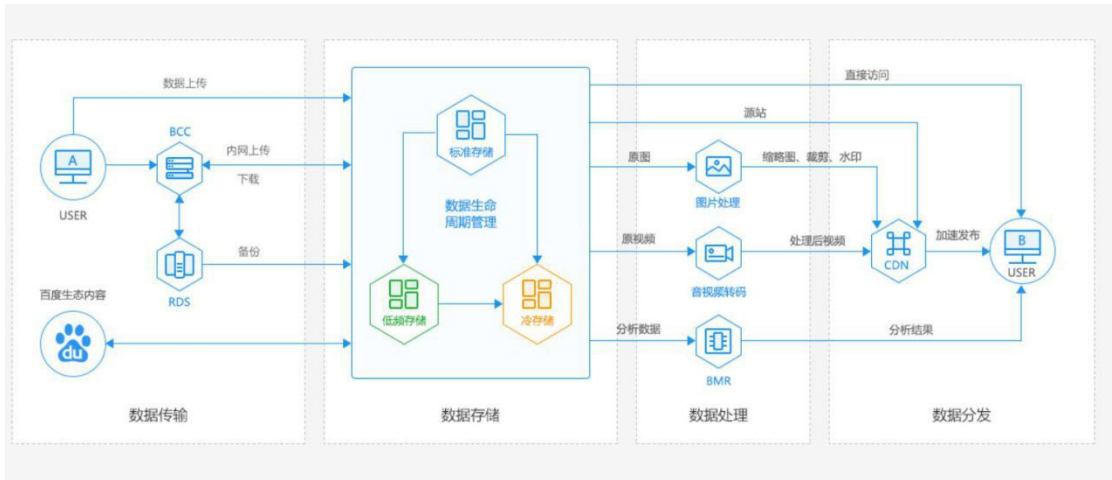 数据上传
A
USER
BCC
内网上传
下载
备份
RDS
百度生态内容
du
数据传输
标准存储
数据生命
周期管理
低频存储
冷存储
数据存储
直接访问
源站
原图
图片处理
缩略图、裁剪、水印
原视频
音视频转码
处理后视频
分析数据
BMR
分析结果
数据处理
CDN
加速发布
B
USER
数据分发